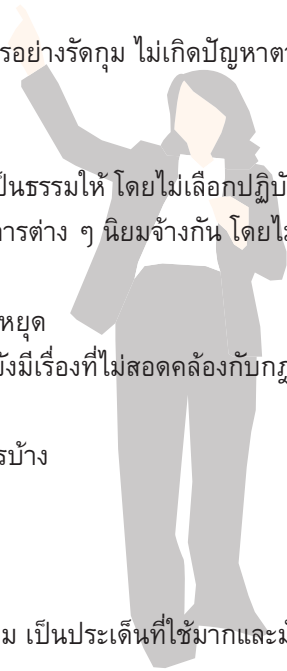 รอย่างรัดกุม ไม่เกิดปัญหาตา
ป็นธรรมให้ โดยไม่เลือกปฏิบั
การต่าง ๆ นิยมจ้างกัน โดยไม
หยุด
ยังมีเรื่องที่ไม่สอดคล้องกับกฎ
รบ้าง
ม เป็นประเด็นที่ใช้มากและมั